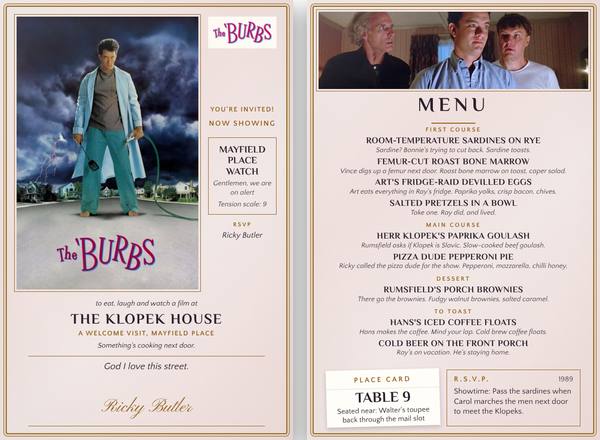 The 'BURBS
The 'BURBS
YOU'RE INVITED!
NOW SHOWING
MAYFIELD
PLACE
WATCH
Gentlemen, we are
on alert
Tension scale: 9
RSVP
Ricky Butler
to eat, laugh and watch a film at
THE KLOPEK HOUSE
A WELCOME VISIT, MAYFIELD PLACE
Something's cooking next door.
God I love this street.
Ricky Butler
MENU
FIRST COURSE
ROOM-TEMPERATURE SARDINES ON RYE
Sardine? Bonnie's trying to cut back. Sardine toasts.
FEMUR-CUT ROAST BONE MARROW
Vince digs up a femur next door. Roast bone marrow on toast, caper salad.
ART'S FRIDGE-RAID DEVILLED EGGS
Art eats everything in Ray's fridge. Paprika yolks, crisp bacon, chives.
SALTED PRETZELS IN A BOWL
Take one. Ray did, and lived.
MAIN COURSE
HERR KLOPEK'S PAPRIKA GOULASH
Rumsfield asks if Klopek is Slavic. Slow-cooked beef goulash.
PIZZA DUDE PEPPERONI PIE
Ricky called the pizza dude for the show. Pepperoni, mozzarella, chilli honey.
DESSERT
RUMSFIELD'S PORCH BROWNIES
There go the brownies. Fudgy walnut brownies, salted caramel.
TO TOAST
HANS'S ICED COFFEE FLOATS
Hans makes the coffee. Mind your lap. Cold brew coffee floats.
COLD BEER ON THE FRONT PORCH
Ray's on vacation. He's staying home.
PLACE CARD
TABLE 9
Seated near: Walter's toupee
back through the mail slot
R.S.V.P. 1989
Showtime: Pass the sardines when
Carol marches the men next door
to meet the Klopeks.